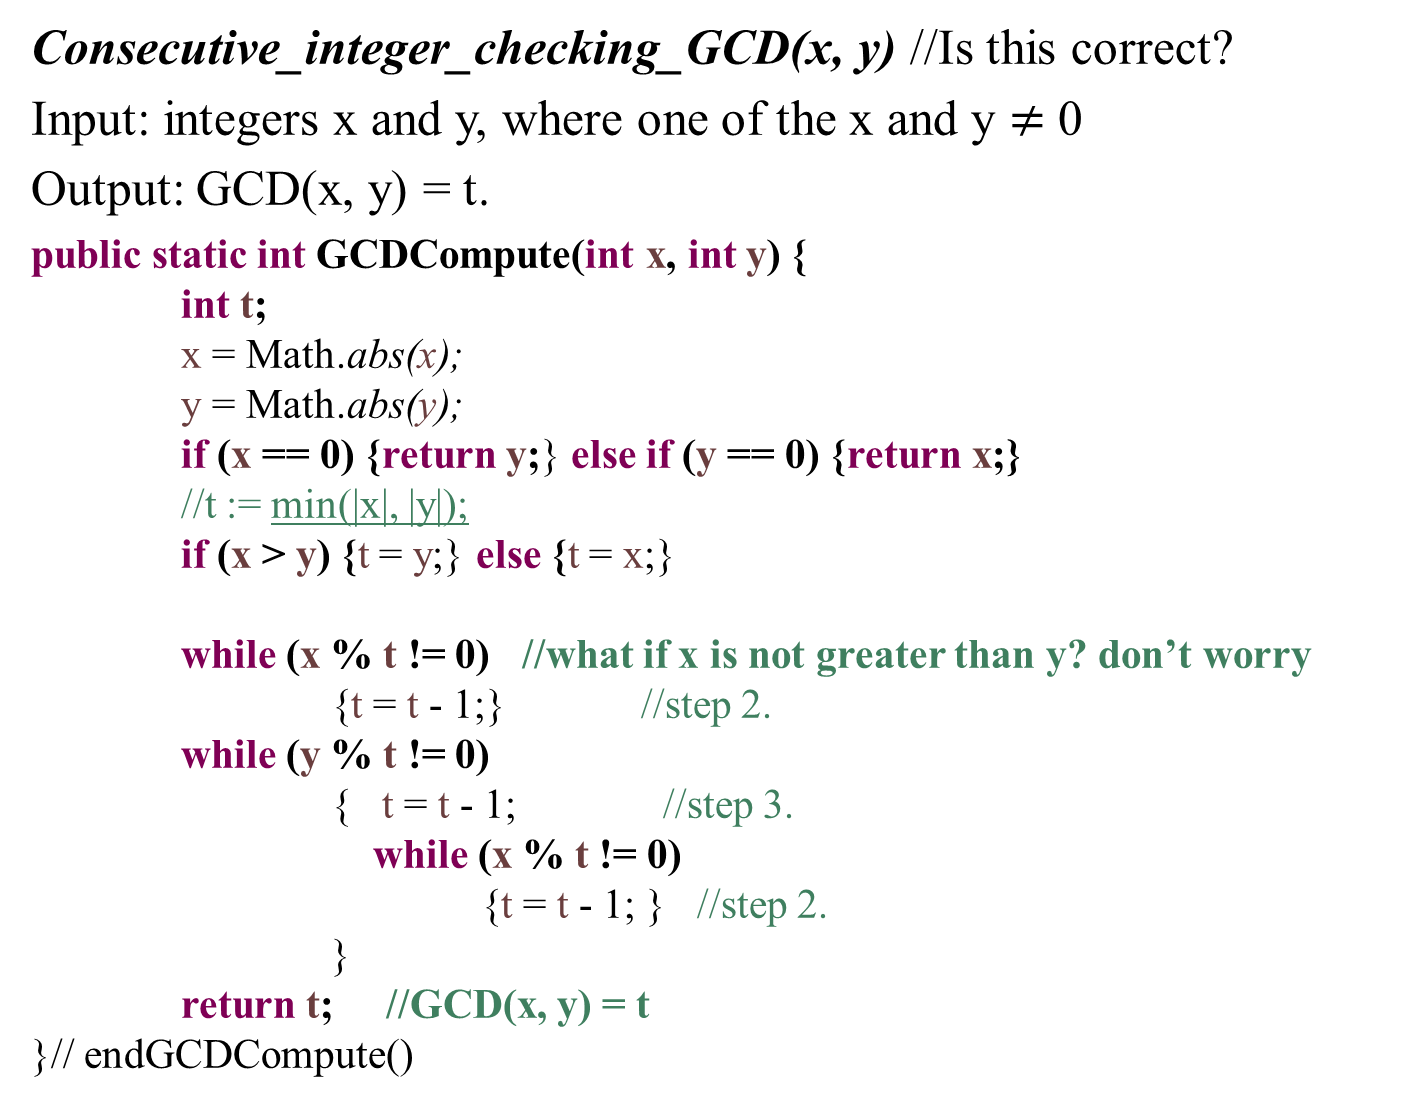 Consecutive_integer_checking_GCD(x, y) //Is this correct?
Input: integers x and y, where one of the x and y ≠ 0
Output: GCD(x, y) = t.
public static int GCDCompute(int x, int y) {
int t;
x = Math.abs(x);
y = Math.abs(y);
if (x == 0) {return y;} else if (y == 0) {return x;}
//t := min(|x|, |y|);
if (x > y) {t = y;} else {t = x;}
while (x % t != 0) //what if x is not greater than y? don’t worry
{t = t - 1;} //step 2.
while (y % t != 0)
{ t = t - 1; //step 3.
while (x % t != 0)
{t = t - 1; } //step 2.
}
return t; //GCD(x, y) = t
}// endGCDCompute()